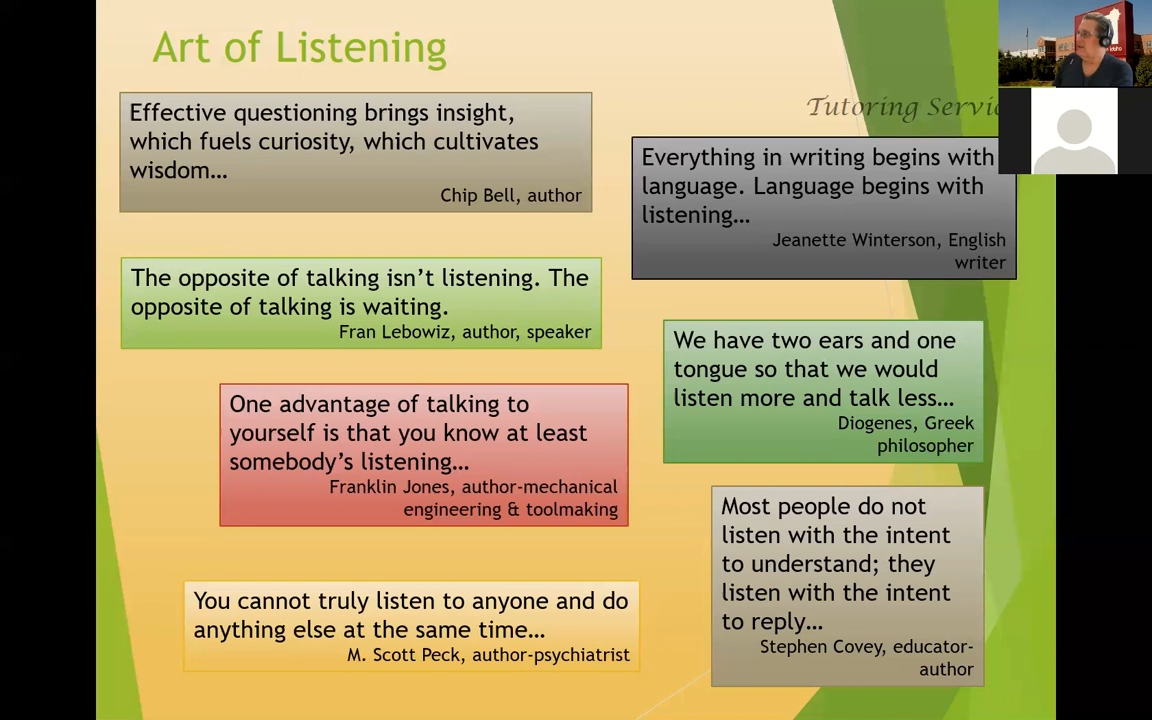 Art of Listening
Effective questioning brings insight,
which fuels curiosity, which cultivates
wisdom…
Chip Bell, author
Tutoring
Everything in writing begins with
language. Language begins with
listening…
Jeanette Winterson, English
writer
The opposite of talking isn’t listening. The
opposite of talking is waiting.
Fran Lebowiz, author, speaker
We have two ears and one
tongue so that we would
listen more and talk less…
Diogenes, Greek
philosopher
One advantage of talking to
yourself is that you know at least
somebody’s listening…
Franklin Jones, author-mechanical
engineering & toolmaking
Most people do not
listen with the intent
to understand; they
listen with the intent
to reply…
Stephen Covey, educator-
author
You cannot truly listen to anyone and do
anything else at the same time…
M. Scott Peck, author-psychiatrist